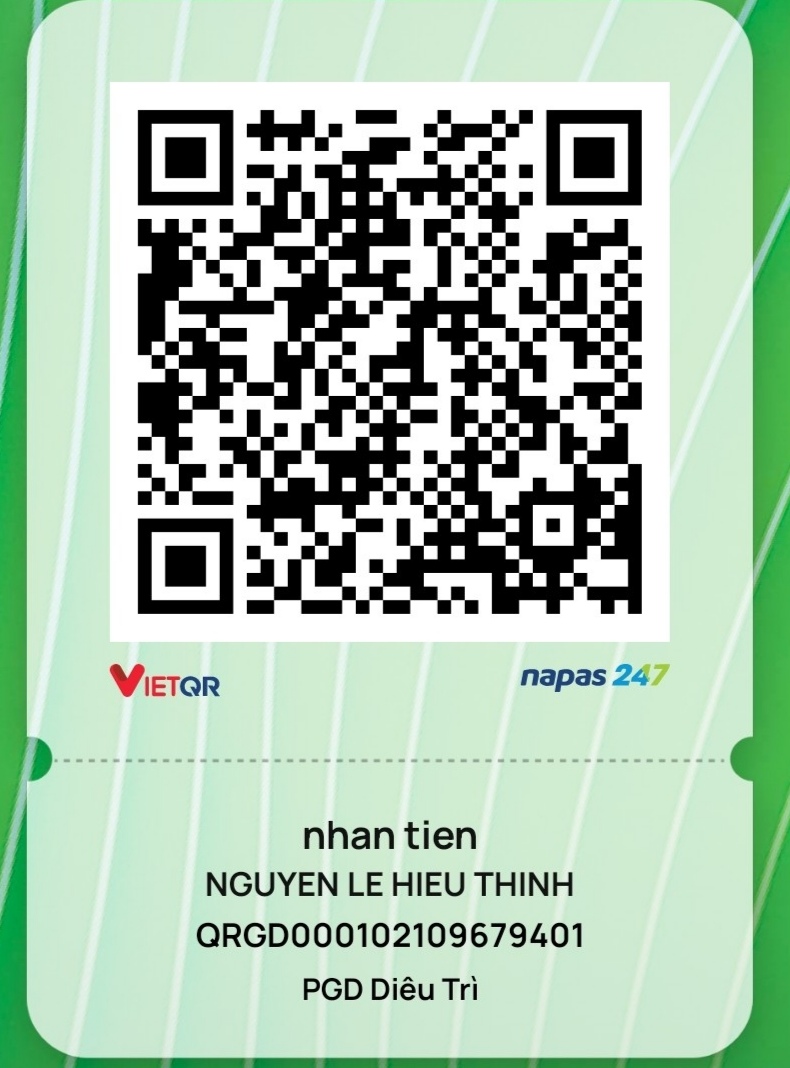 VIETQR
napas 247
nhan tien
NGUYEN LE HIEU THINH
QRGD000102109679401
PGD Diêu Trì